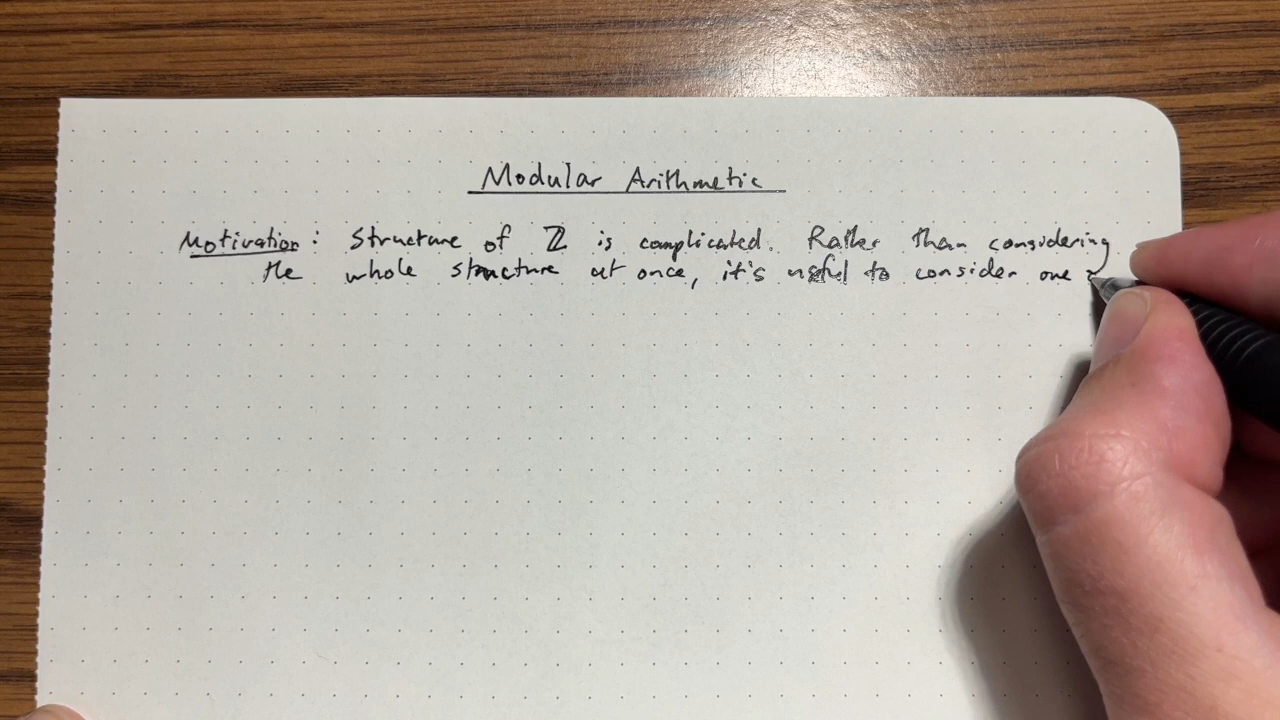 Modular Arithmetic
Motivation: Structure of ℤ is complicated. Rather than considering
the whole structure at once, it's useful to consider one